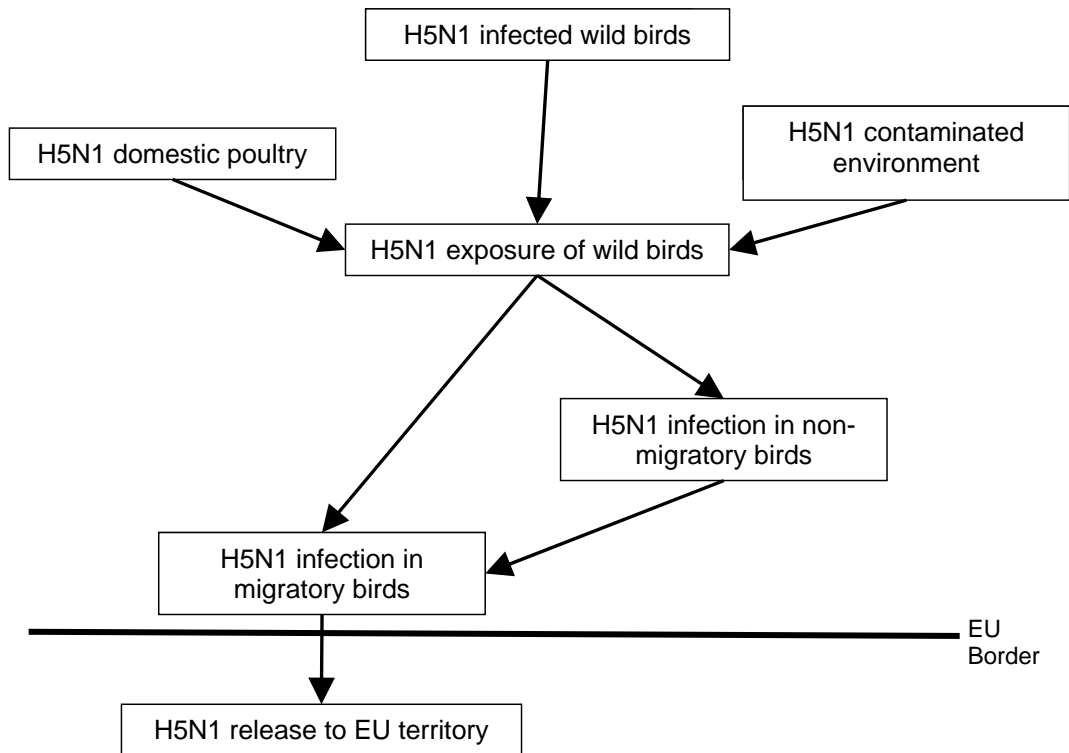 H5N1 infected wild birds
H5N1 domestic poultry
H5N1 contaminated
environment
H5N1 exposure of wild birds
H5N1 infection in non-
migratory birds
H5N1 infection in
migratory birds
EU
Border
H5N1 release to EU territory